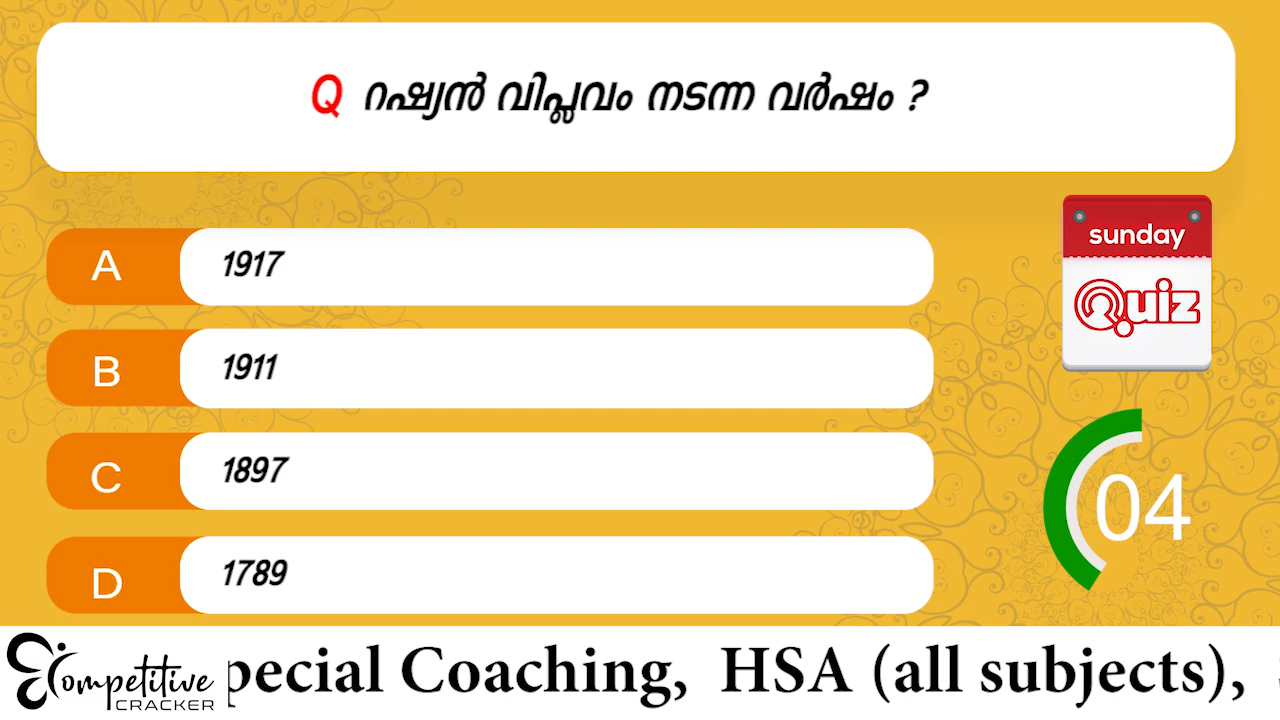 Q റഷ്യൻ വിപ്ലവം നടന്ന വർഷം ?
A 1917
B 1911
C 1897
D 1789
sunday
Quiz
04
Competitive
CRACKER
pecial Coaching, HSA (all subjects),